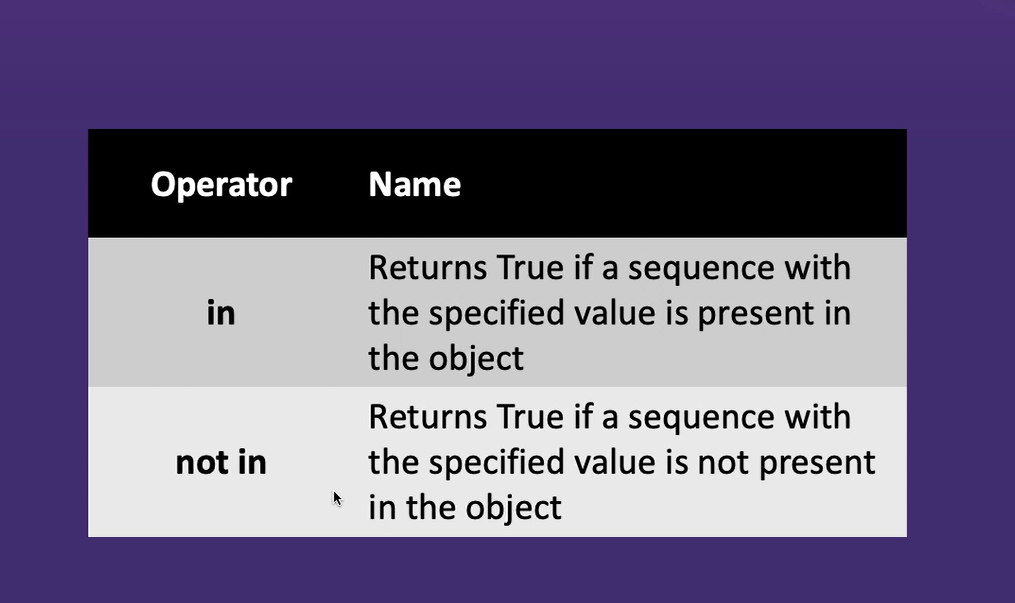 Operator Name
in
Returns True if a sequence with
the specified value is present in
the object
not in
Returns True if a sequence with
the specified value is not present
in the object